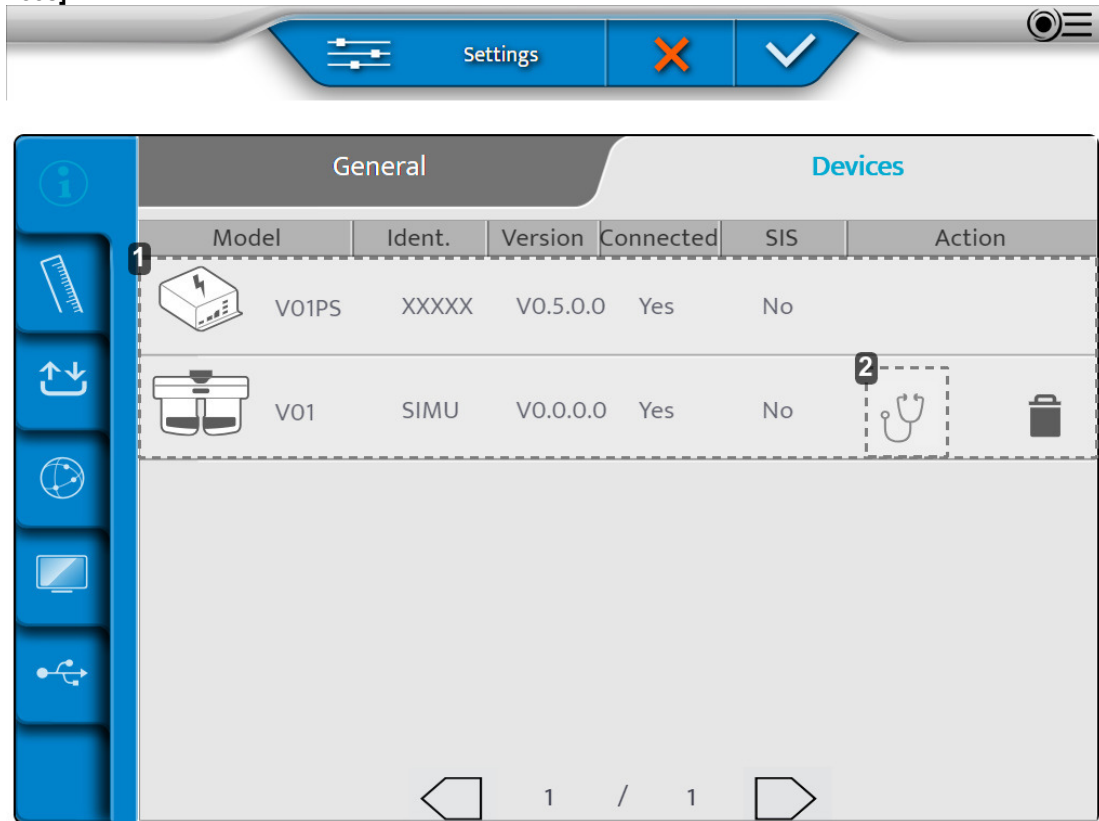 Settings
General Devices
Model Ident. Version Connected SIS Action
1
V01PS XXXXX V0.5.0.0 Yes No
2
V01 SIMU V0.0.0.0 Yes No
1 / 1